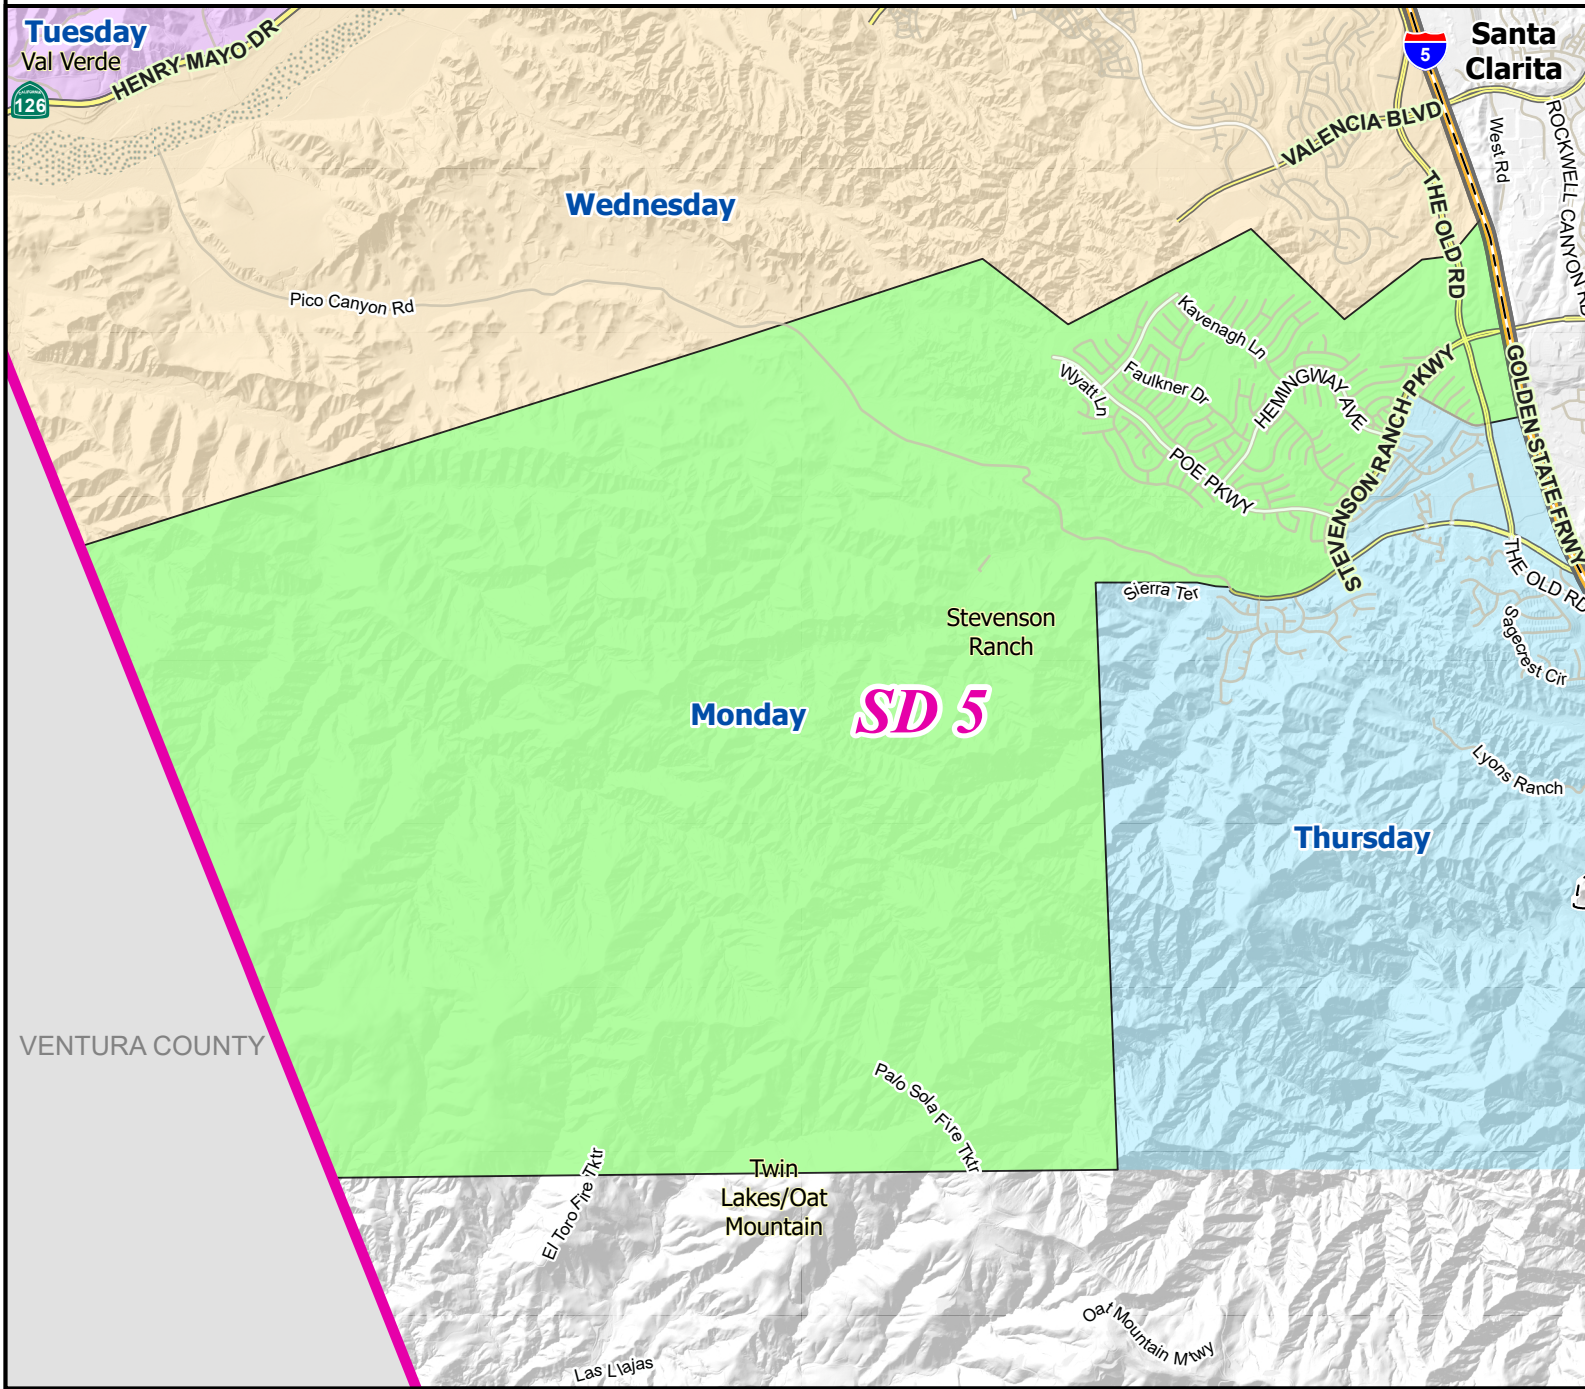 Tuesday
Val Verde
HENRY MAYO DR
CALIFORNIA
126
5
Santa
Clarita
VALENCIA BLVD
West Rd
ROCKWELL CANYON RD
THE OLD RD
Wednesday
Pico Canyon Rd
Kavenagh Ln
Wyatt Ln
Faulkner Dr
HEMINGWAY AVE
STEVENSON RANCH PKWY
GOLDEN STATE FRWY
POE PKWY
THE OLD RD
Sierra Ter
Sagecrest Cir
Stevenson
Ranch
Monday
SD 5
Lyons Ranch
Thursday
VENTURA COUNTY
Palo Sola Fire Tktr
El Toro Fire Tktr
Twin
Lakes/Oat
Mountain
Oat Mountain Mtwy
Las Llajas